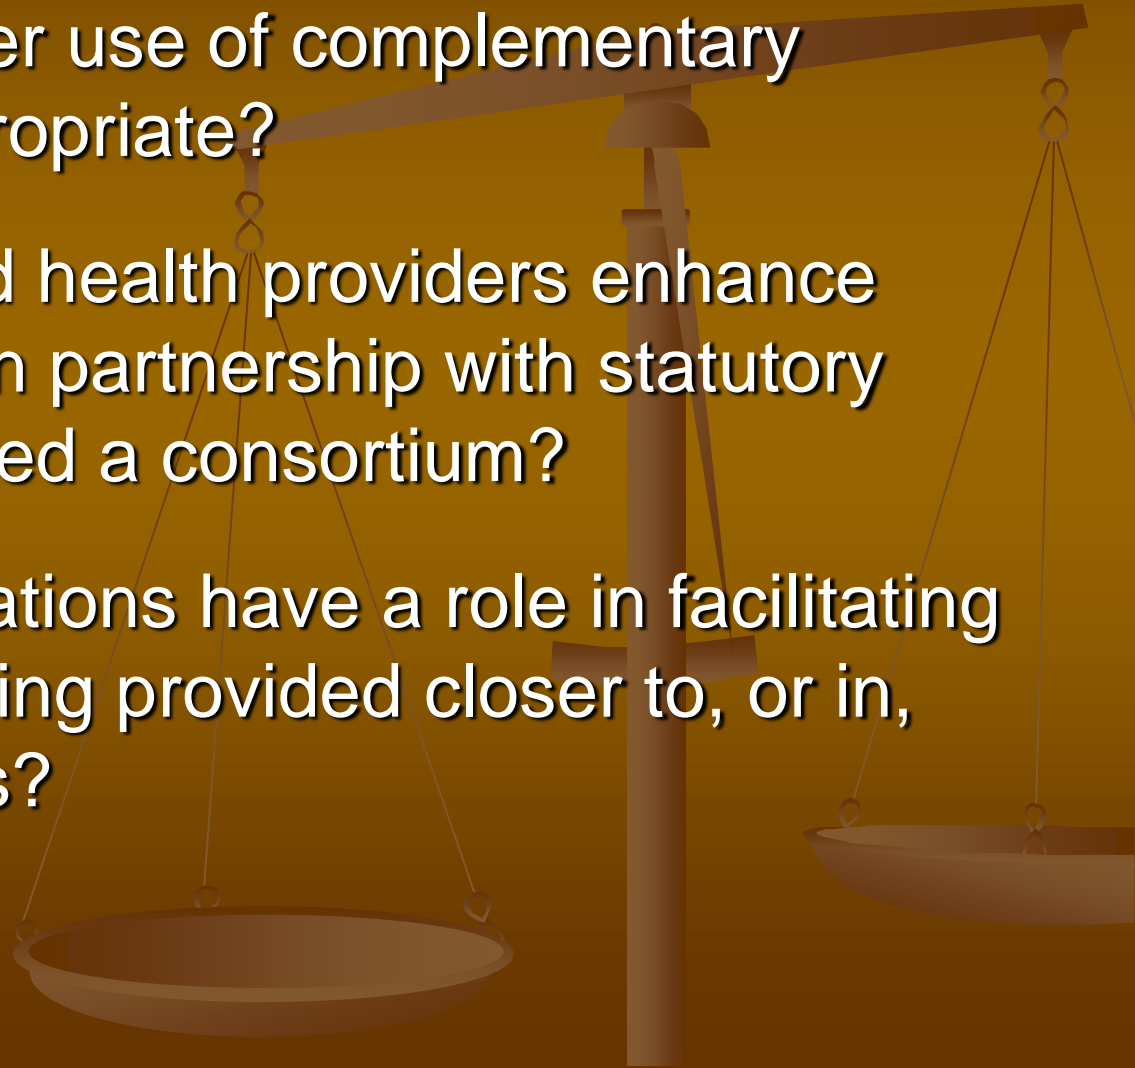 er use of complementary
ropriate?
d health providers enhance
n partnership with statutory
ed a consortium?
ations have a role in facilitating
ing provided closer to, or in,
s?